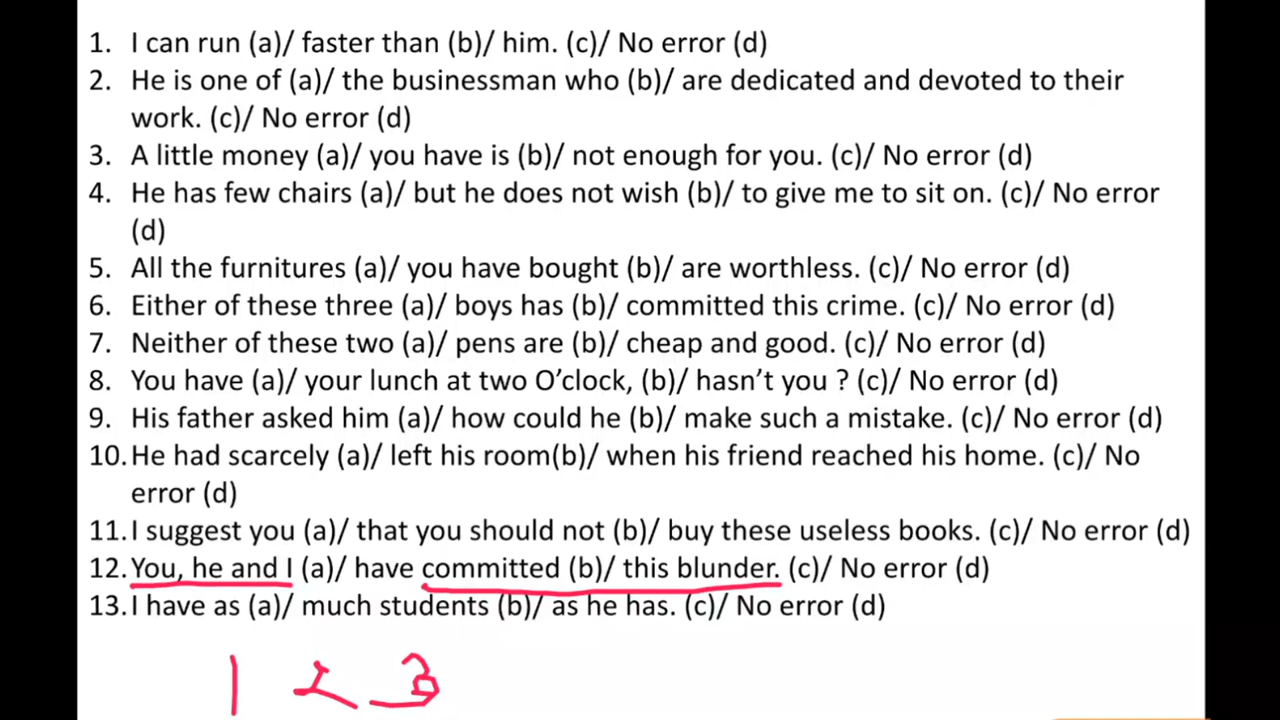 1. I can run (a)/ faster than (b)/ him. (c)/ No error (d)
2. He is one of (a)/ the businessman who (b)/ are dedicated and devoted to their
work. (c)/ No error (d)
3. A little money (a)/ you have is (b)/ not enough for you. (c)/ No error (d)
4. He has few chairs (a)/ but he does not wish (b)/ to give me to sit on. (c)/ No error
(d)
5. All the furnitures (a)/ you have bought (b)/ are worthless. (c)/ No error (d)
6. Either of these three (a)/ boys has (b)/ committed this crime. (c)/ No error (d)
7. Neither of these two (a)/ pens are (b)/ cheap and good. (c)/ No error (d)
8. You have (a)/ your lunch at two O’clock, (b)/ hasn’t you ? (c)/ No error (d)
9. His father asked him (a)/ how could he (b)/ make such a mistake. (c)/ No error (d)
10. He had scarcely (a)/ left his room(b)/ when his friend reached his home. (c)/ No
error (d)
11. I suggest you (a)/ that you should not (b)/ buy these useless books. (c)/ No error (d)
12. You, he and I (a)/ have committed (b)/ this blunder. (c)/ No error (d)
13. I have as (a)/ much students (b)/ as he has. (c)/ No error (d)
1 2 3